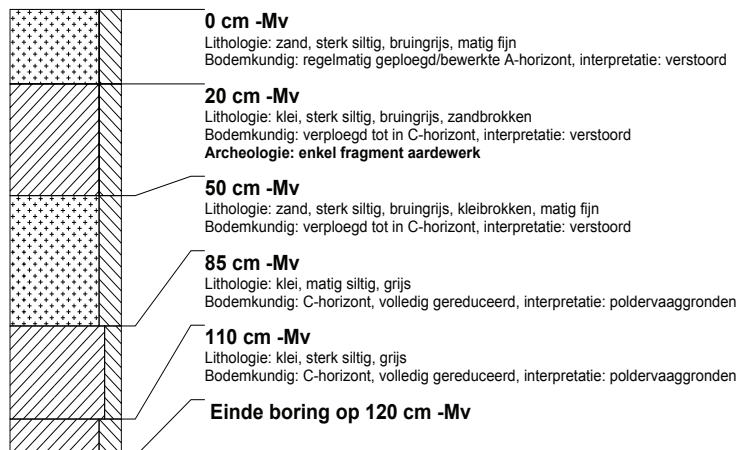 0 cm -Mv
Lithologie: zand, sterk siltig, bruingrijs, matig fijn
Bodemkundig: regelmatig geploegd/bewerkte A-horizont, interpretatie: verstoord
20 cm -Mv
Lithologie: klei, sterk siltig, bruingrijs, zandbrokken
Bodemkundig: verploegd tot in C-horizont, interpretatie: verstoord
Archeologie: enkel fragment aardewerk
50 cm -Mv
Lithologie: zand, sterk siltig, bruingrijs, kleibrokken, matig fijn
Bodemkundig: verploegd tot in C-horizont, interpretatie: verstoord
85 cm -Mv
Lithologie: klei, matig siltig, grijs
Bodemkundig: C-horizont, volledig gereduceerd, interpretatie: poldervaaggronden
110 cm -Mv
Lithologie: klei, sterk siltig, grijs
Bodemkundig: C-horizont, volledig gereduceerd, interpretatie: poldervaaggronden
Einde boring op 120 cm -Mv